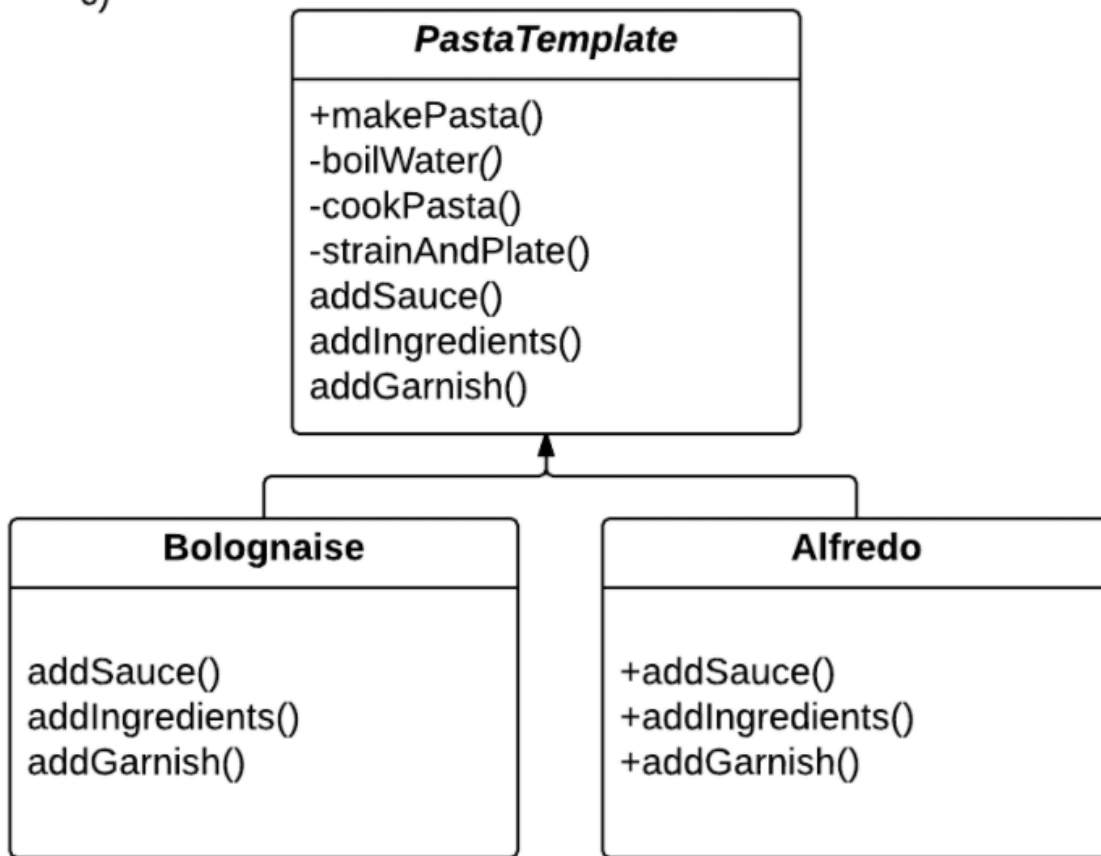 PastaTemplate
+makePasta()
-boilWater()
-cookPasta()
-strainAndPlate()
addSauce()
addIngredients()
addGarnish()
Bolognaise
addSauce()
addIngredients()
addGarnish()
Alfredo
+addSauce()
+addIngredients()
+addGarnish()